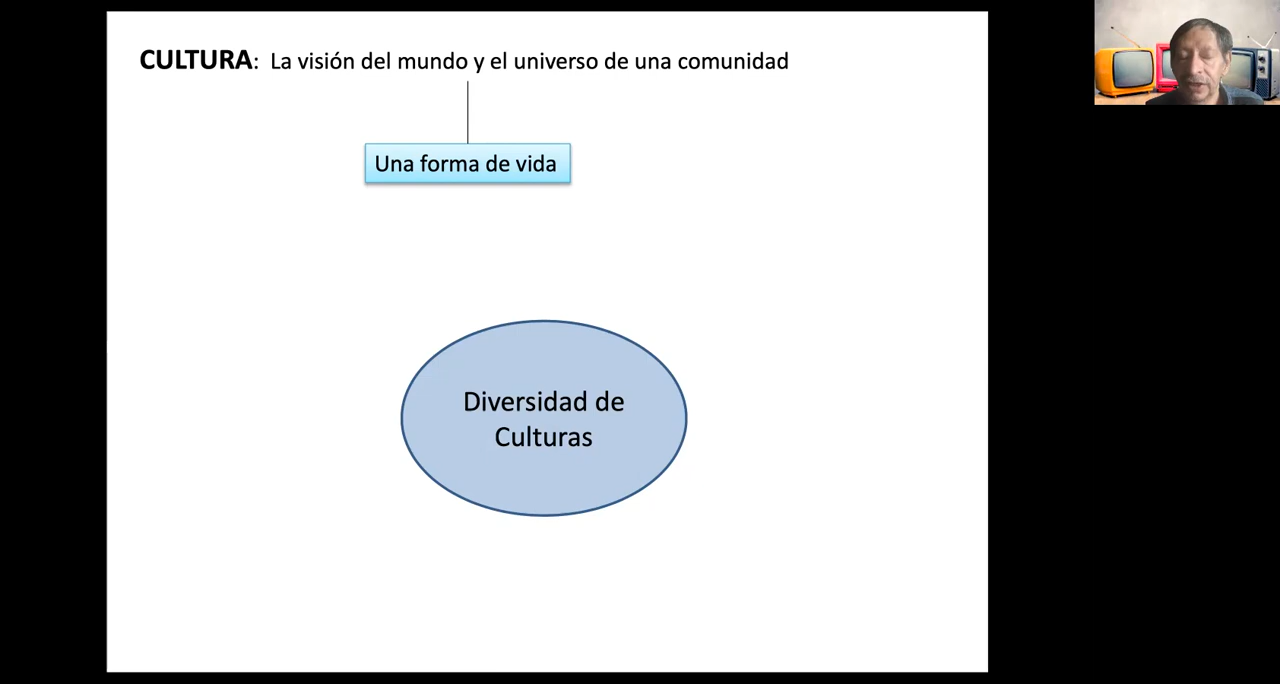 CULTURA: La visión del mundo y el universo de una comunidad
Una forma de vida
Diversidad de
Culturas